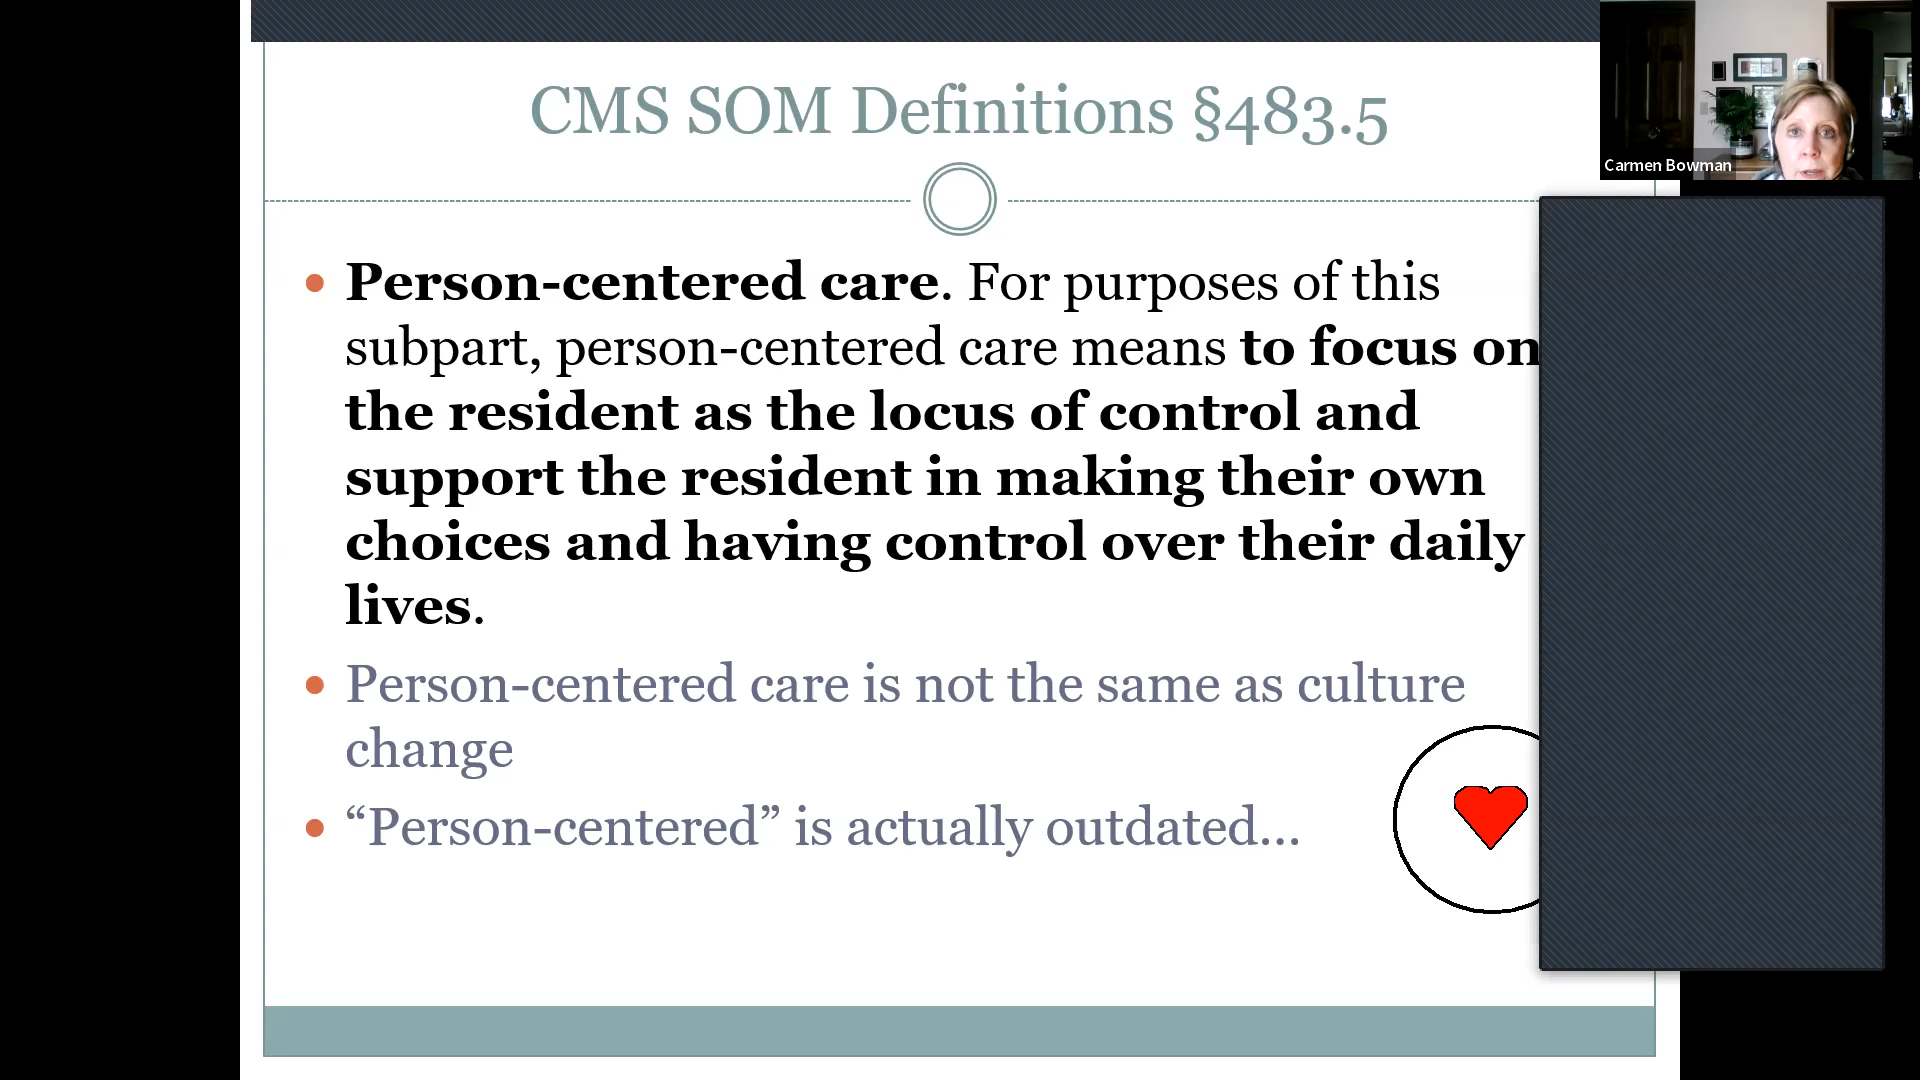 CMS SOM Definitions §483.5
Carmen Bowman
• Person-centered care. For purposes of this
subpart, person-centered care means to focus on
the resident as the locus of control and
support the resident in making their own
choices and having control over their daily
lives.
• Person-centered care is not the same as culture
change
• “Person-centered” is actually outdated…